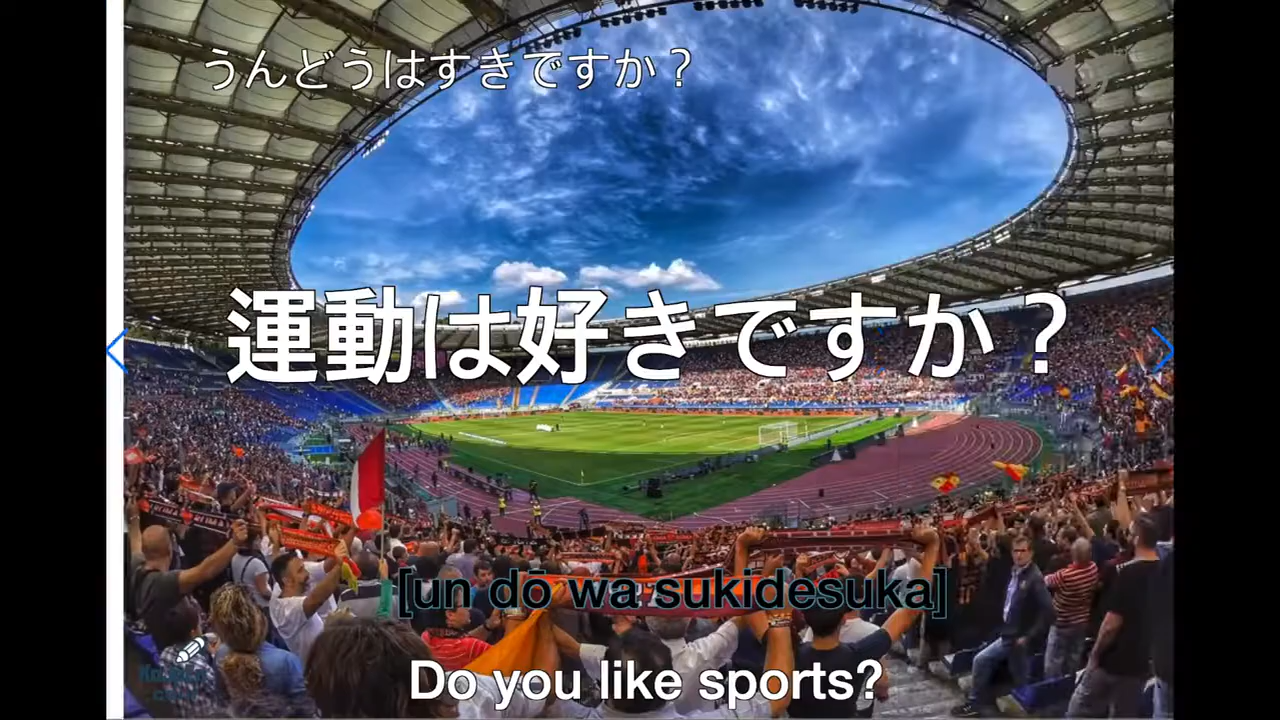 うんどうはすきですか？
運動は好きですか？
[un dō wa sukidesuka]
Do you like sports?